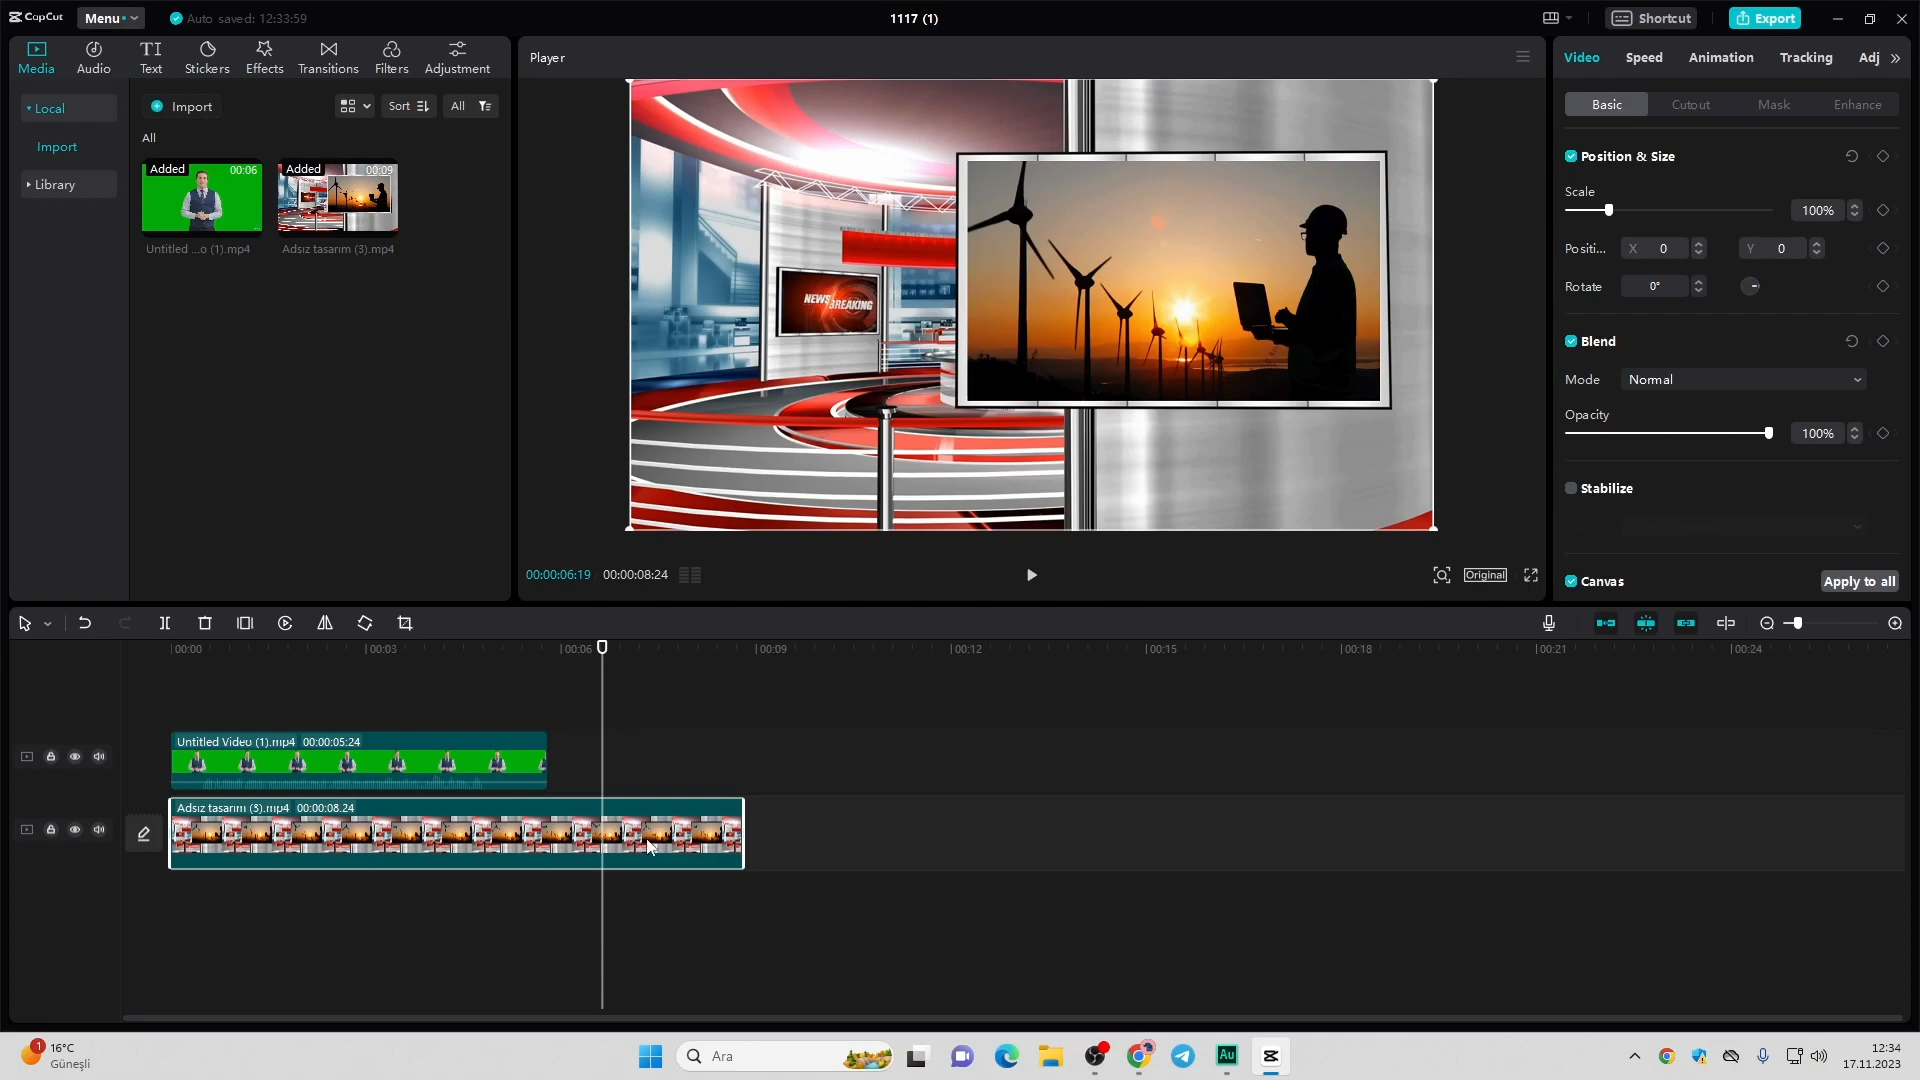 CapCut
Menu
Auto saved: 12:33:59
1117 (1)
Shortcut
Export
Media
Audio
TI
Text
Stickers
Effects
Transitions
Filters
Adjustment
Player
Video
Speed
Animation
Tracking
Adj
Local
Import
Library
Import
Sort
All
All
Added
00:06
Untitled ...o (1).mp4
Added
00:09
Adsız tasarım (3).mp4
NEWS BREAKING
00:00:06:19
00:00:08:24
Original
Basic
Cutout
Mask
Enhance
Position & Size
Scale
100%
Positi...
X 0
Y 0
Rotate
0°
Blend
Mode
Normal
Opacity
100%
Stabilize
Canvas
Apply to all
00:00
00:03
00:06
00:09
00:12
00:15
00:18
00:21
00:24
Untitled Video (1).mp4 00:00:05:24
Adsız tasarım (3).mp4 00:00:08:24
1
16°C
Güneşli
Ara
Au
12:34
17.11.2023